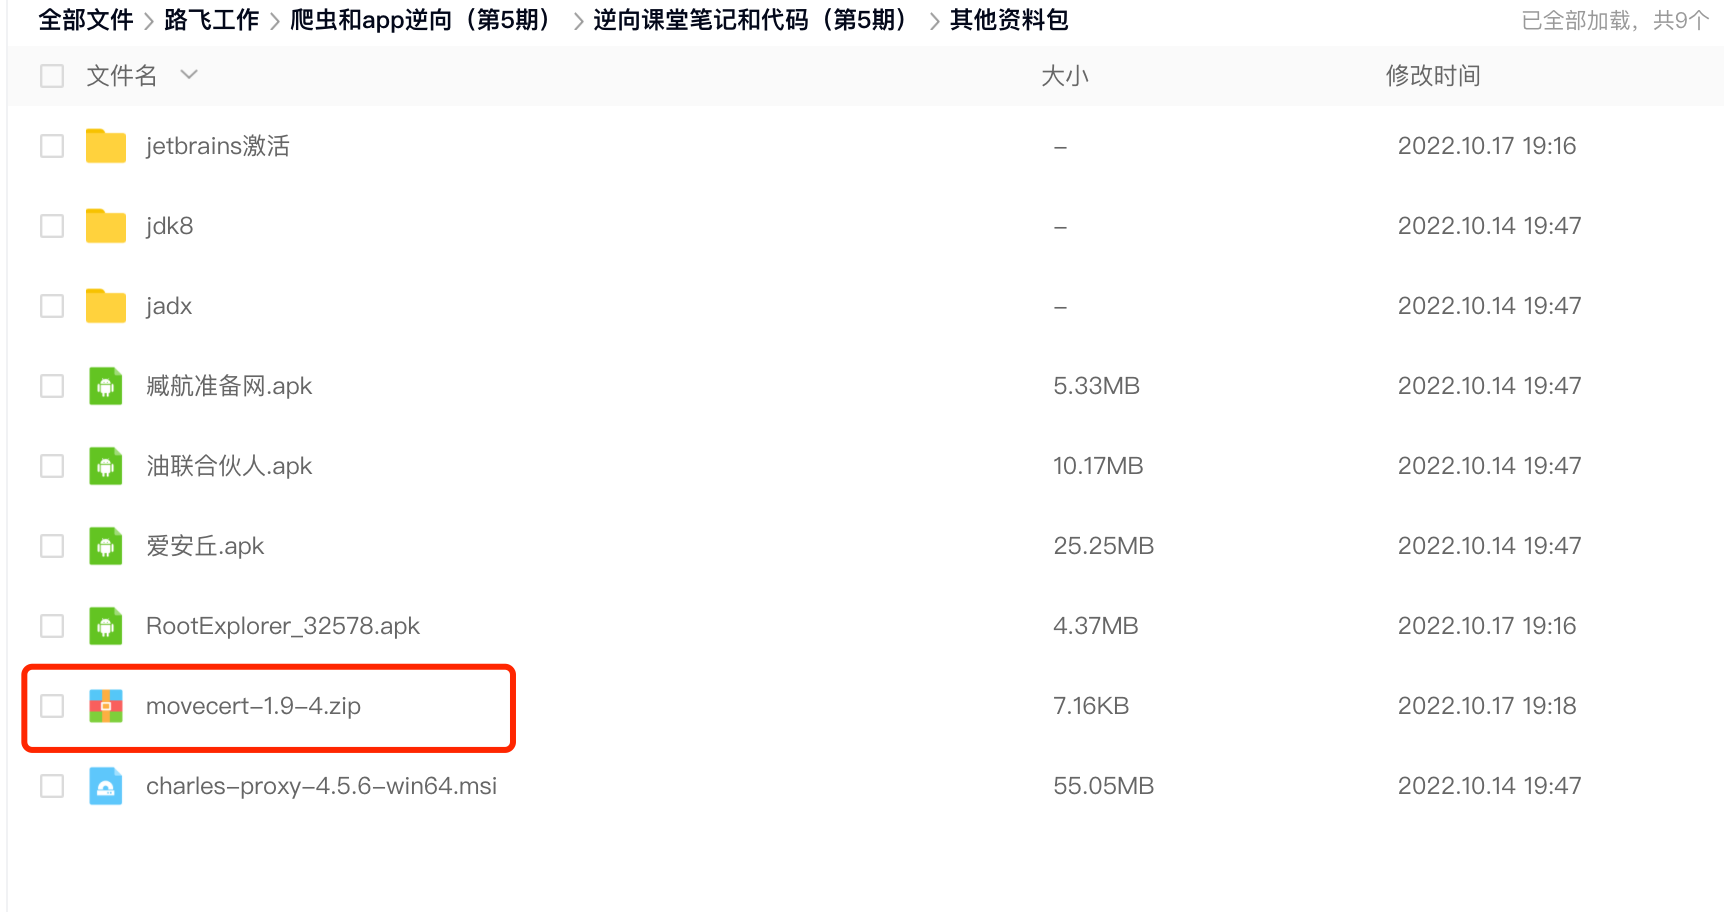 全部文件 > 路飞工作 > 爬虫和app逆向（第5期） > 逆向课堂笔记和代码（第5期） > 其他资料包 已全部加载，共9个
文件名 大小 修改时间
jetbrains激活 – 2022.10.17 19:16
jdk8 – 2022.10.14 19:47
jadx – 2022.10.14 19:47
臧航准备网.apk 5.33MB 2022.10.14 19:47
油联合伙人.apk 10.17MB 2022.10.14 19:47
爱安丘.apk 25.25MB 2022.10.14 19:47
RootExplorer_32578.apk 4.37MB 2022.10.17 19:16
movecert-1.9-4.zip 7.16KB 2022.10.17 19:18
charles-proxy-4.5.6-win64.msi 55.05MB 2022.10.14 19:47